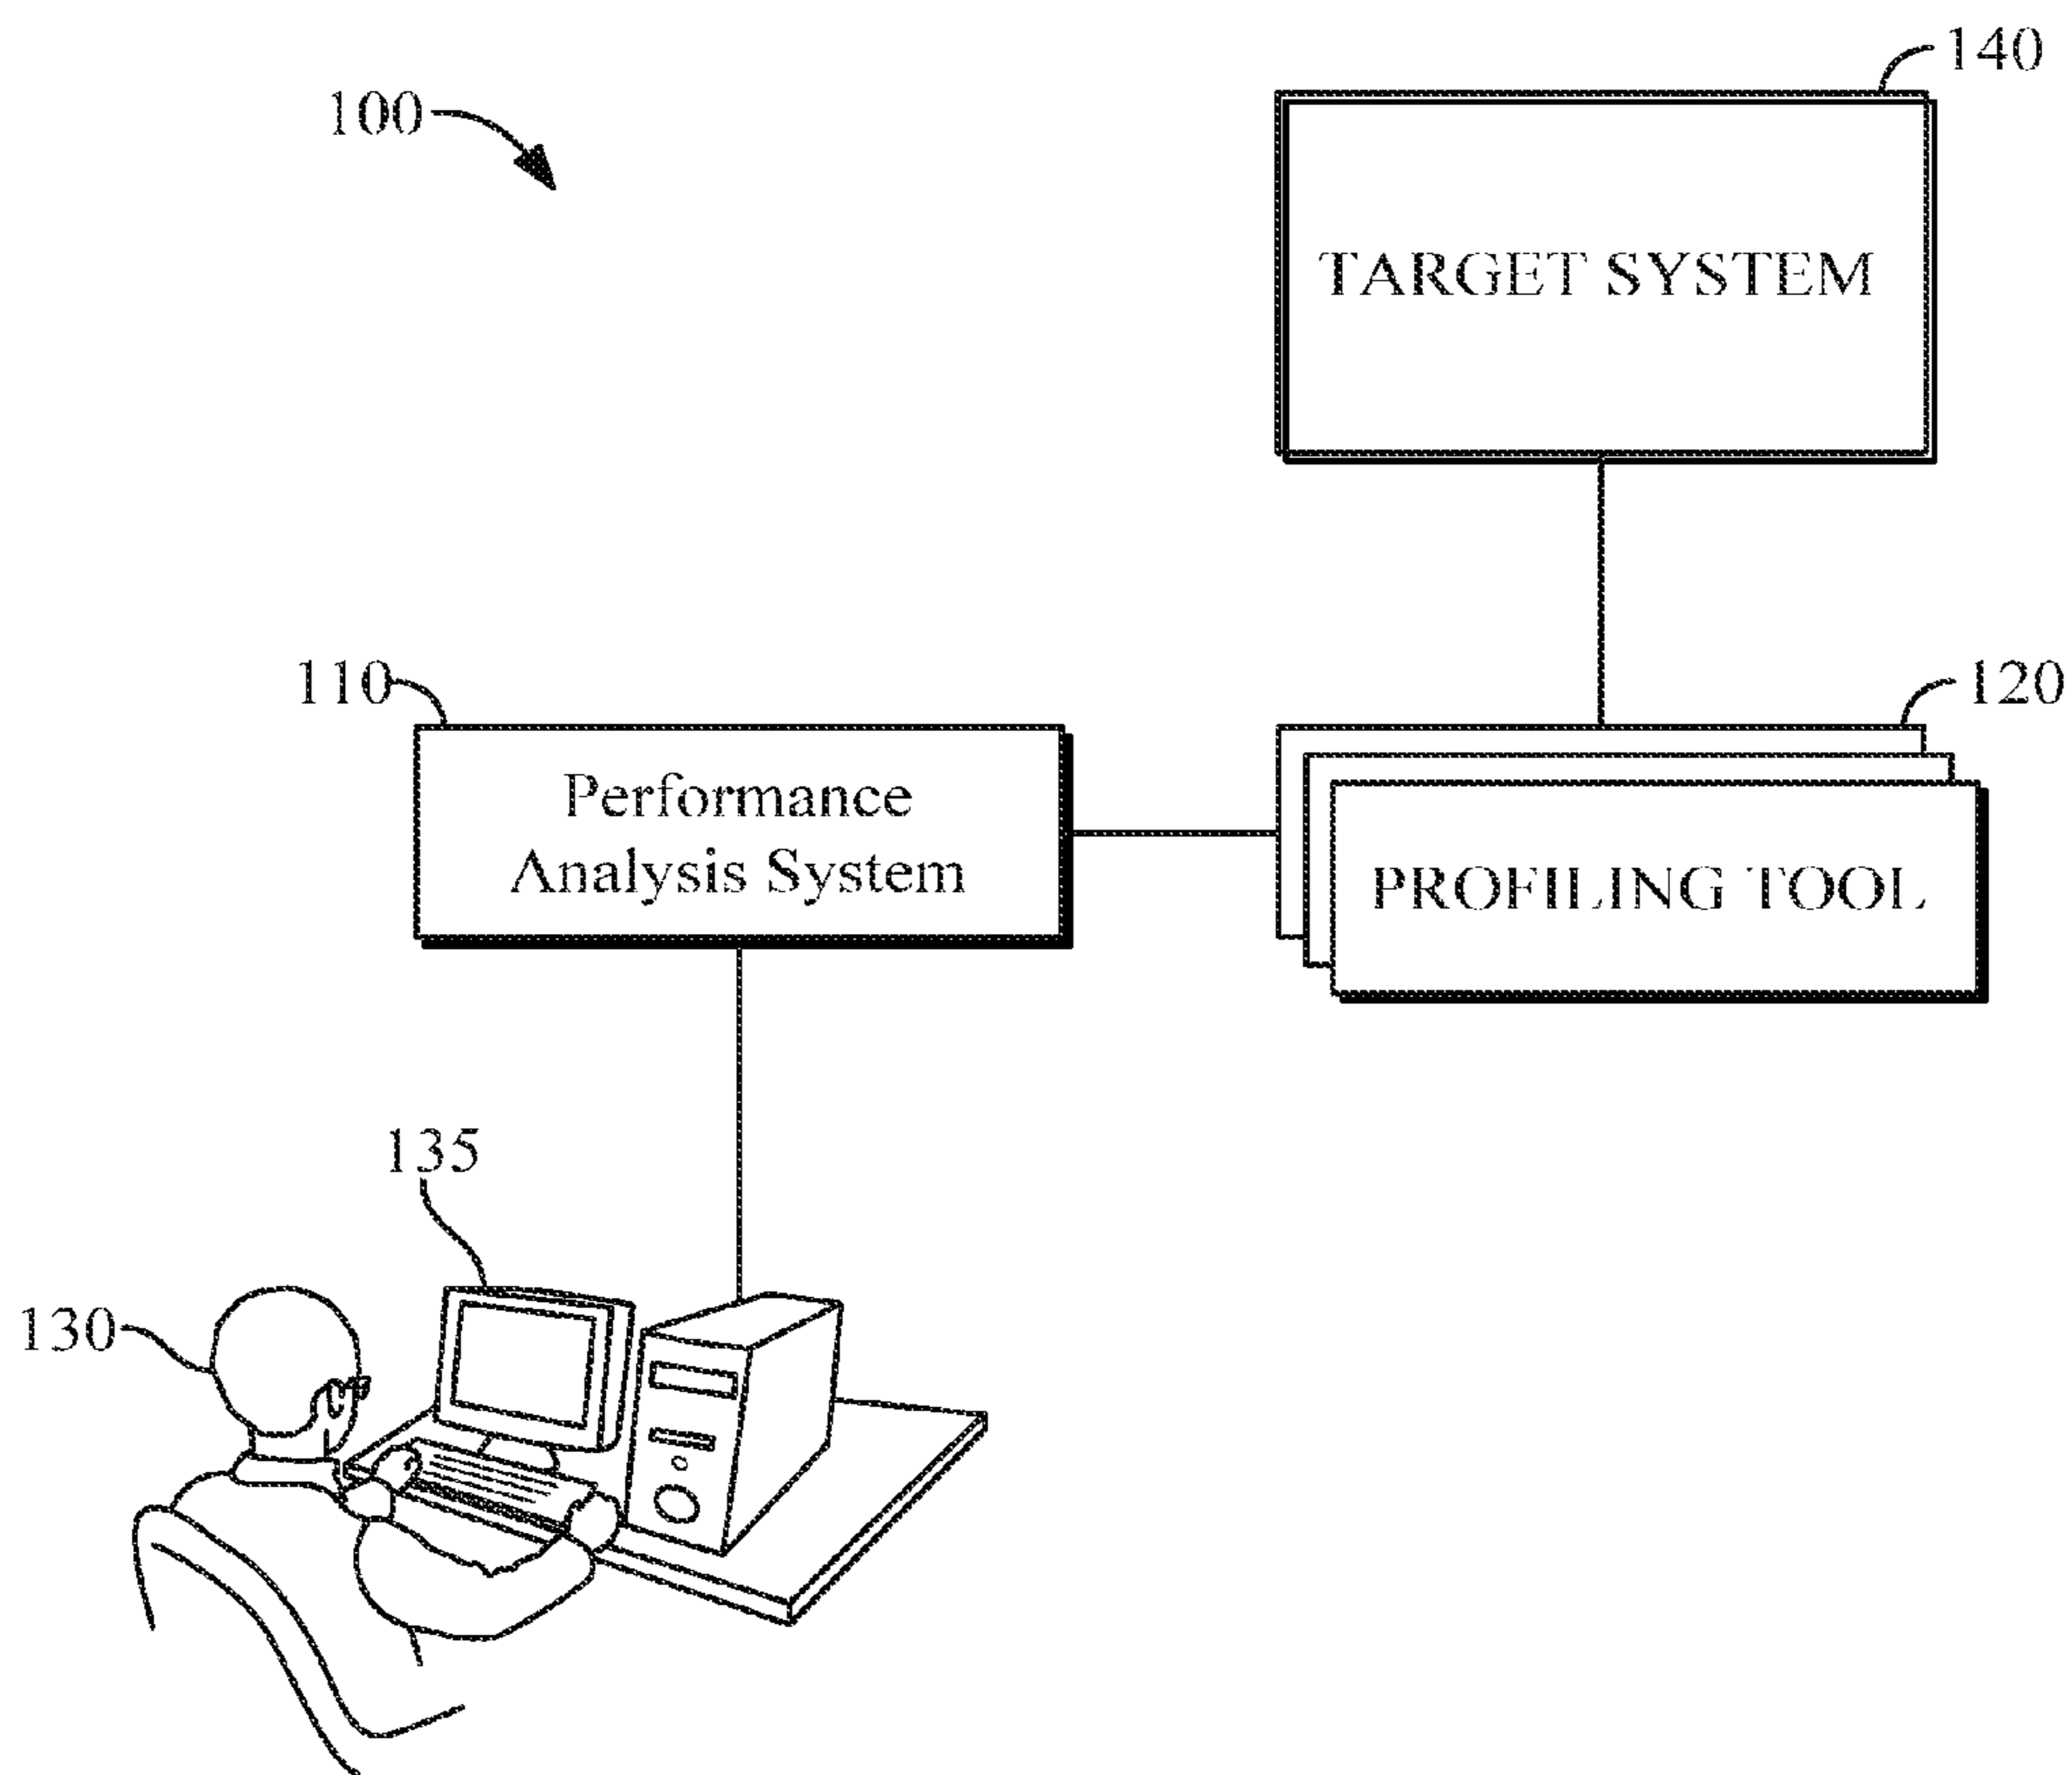 140
100
TARGET SYSTEM
110
120
Performance
Analysis System
PROFILING TOOL
135
130